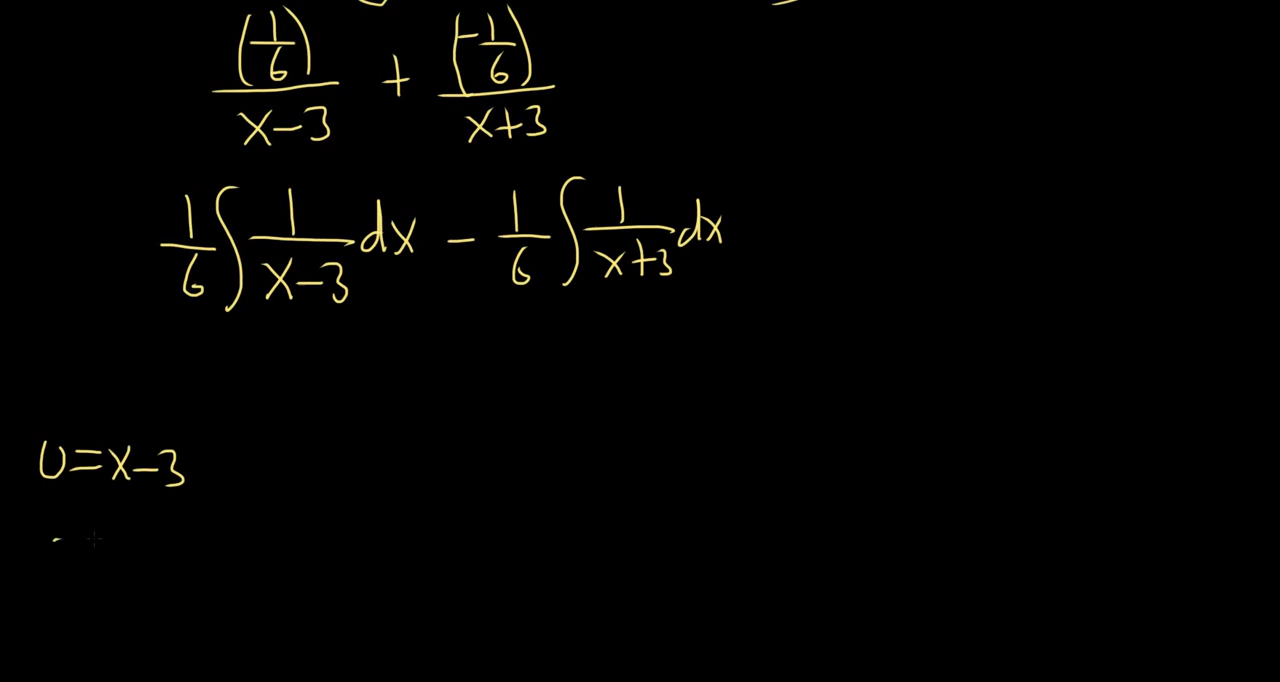 (1/6)/(x-3) + (-1/6)/(x+3)
1/6 ∫ 1/(x-3) dx - 1/6 ∫ 1/(x+3) dx
U=x-3